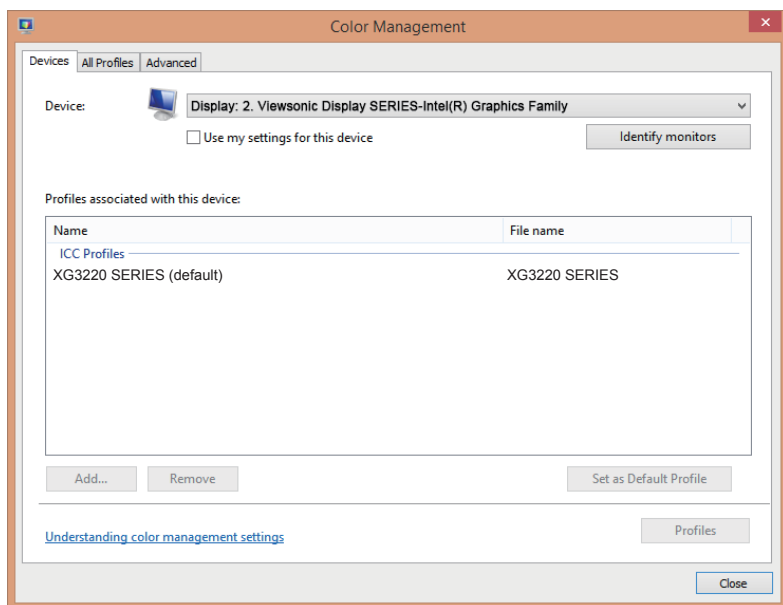 Color Management
Devices All Profiles Advanced
Device: Display: 2. Viewsonic Display SERIES-Intel(R) Graphics Family
Use my settings for this device Identify monitors
Profiles associated with this device:
Name File name
ICC Profiles
XG3220 SERIES (default) XG3220 SERIES
Add... Remove Set as Default Profile
Understanding color management settings Profiles
Close